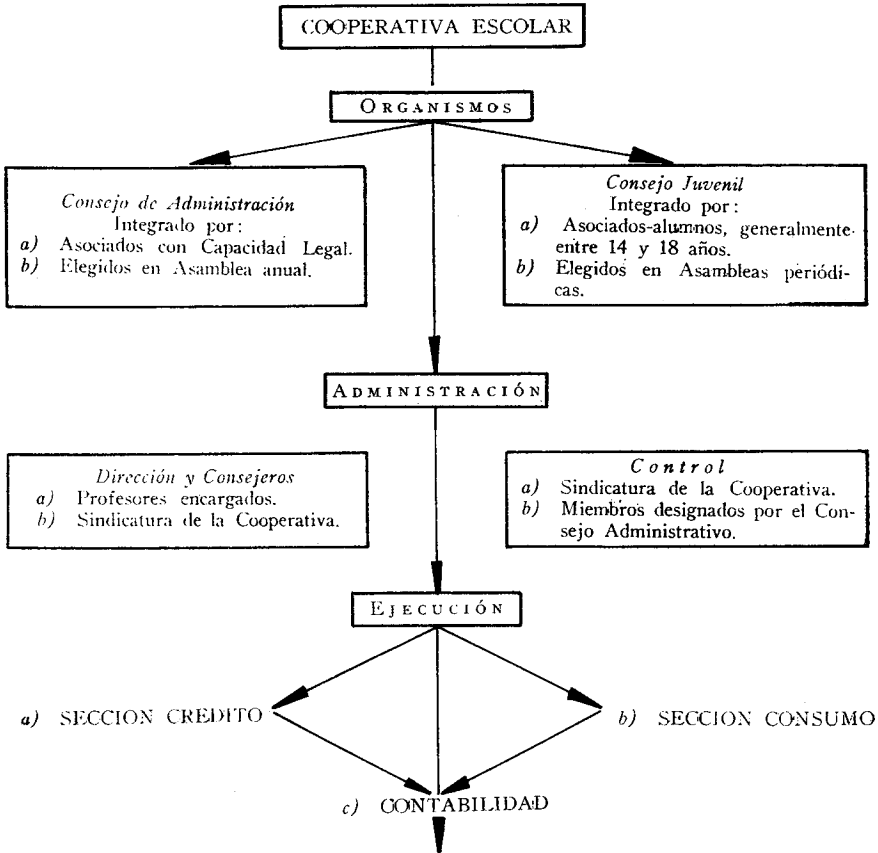 COOPERATIVA ESCOLAR
ORGANISMOS
Consejo de Administración
Integrado por:
a) Asociados con Capacidad Legal.
b) Elegidos en Asamblea anual.
Consejo Juvenil
Integrado por:
a) Asociados-alumnos, generalmente
entre 14 y 18 años.
b) Elegidos en Asambleas periódi-
cas.
ADMINISTRACIÓN
Dirección y Consejeros
a) Profesores encargados.
b) Sindicatura de la Cooperativa.
Control
a) Sindicatura de la Cooperativa.
b) Miembros designados por el Con-
sejo Administrativo.
EJECUCIÓN
a) SECCION CREDITO
b) SECCION CONSUMO
c) CONTABILIDAD